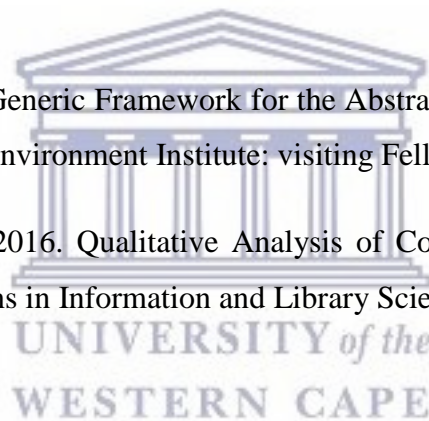 Generic Framework for the Abstra
nvironment Institute: visiting Fell
2016. Qualitative Analysis of Co
ns in Information and Library Scie
UNIVERSITY of the
WESTERN CAPE